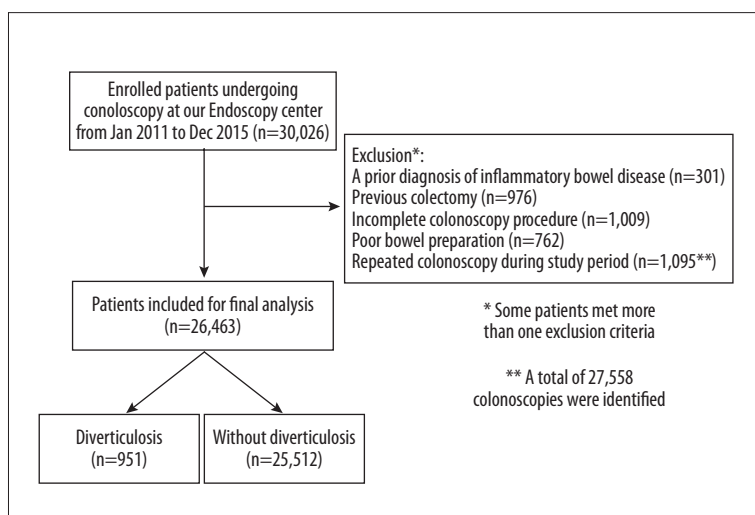 Enrolled patients undergoing
conoloscopy at our Endoscopy center
from Jan 2011 to Dec 2015 (n=30,026)
Exclusion*:
A prior diagnosis of inflammatory bowel disease (n=301)
Previous colectomy (n=976)
Incomplete colonoscopy procedure (n=1,009)
Poor bowel preparation (n=762)
Repeated colonoscopy during study period (n=1,095**)
Patients included for final analysis
(n=26,463)
* Some patients met more
than one exclusion criteria
** A total of 27,558
colonoscopies were identified
Diverticulosis
(n=951)
Without diverticulosis
(n=25,512)